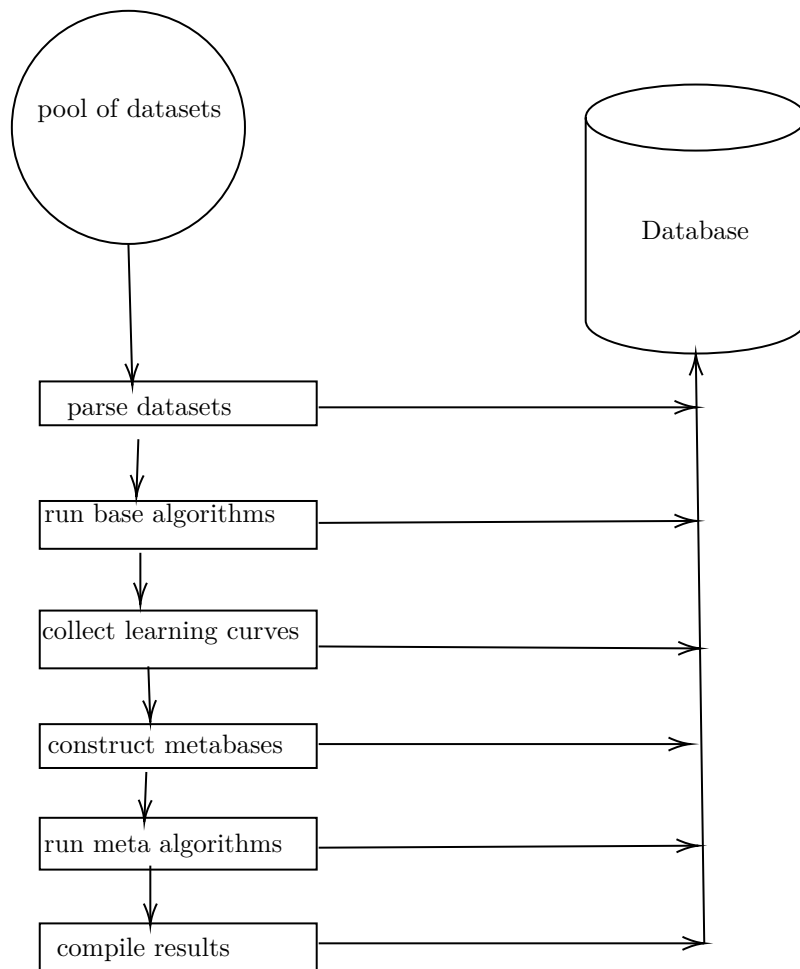 pool of datasets
Database
parse datasets
run base algorithms
collect learning curves
construct metabases
run meta algorithms
compile results